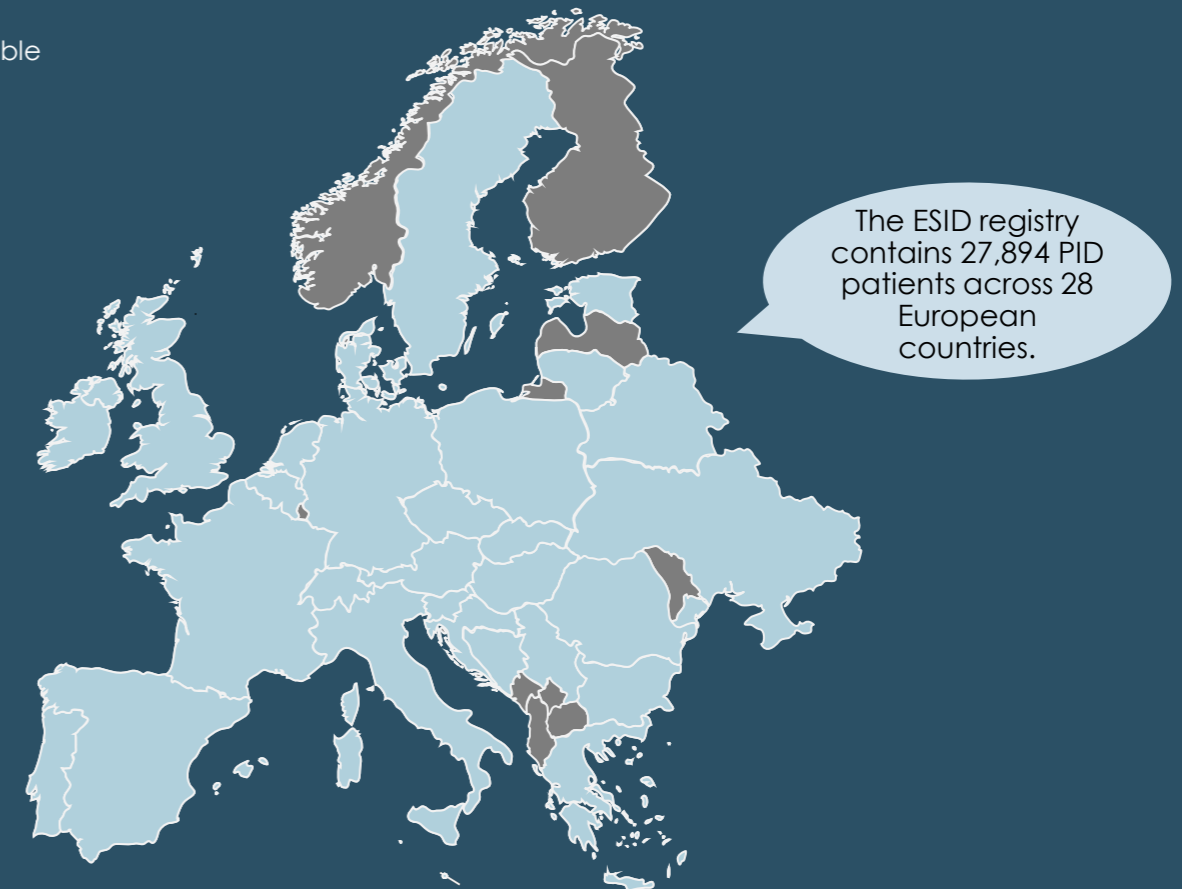 ble
The ESID registry
contains 27,894 PID
patients across 28
European
countries.